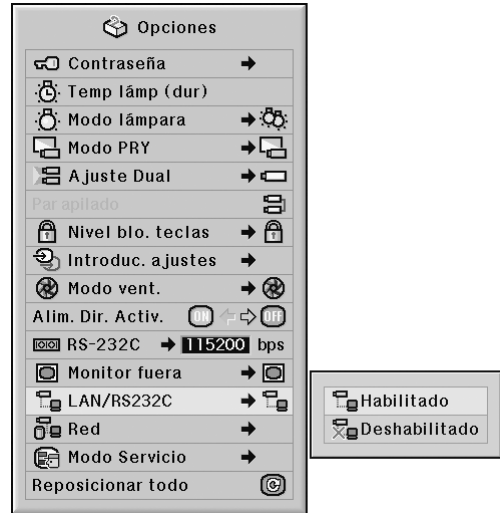 Opciones
Contraseña
Temp lámp (dur)
Modo lámpara
Modo PRY
Ajuste Dual
Par apilado
Nivel blo. teclas
Introduc. ajustes
Modo vent.
Alim. Dir. Activ. ON OFF
RS-232C 115200 bps
Monitor fuera
LAN/RS232C
Habilitado
Red
Deshabilitado
Modo Servicio
Reposicionar todo